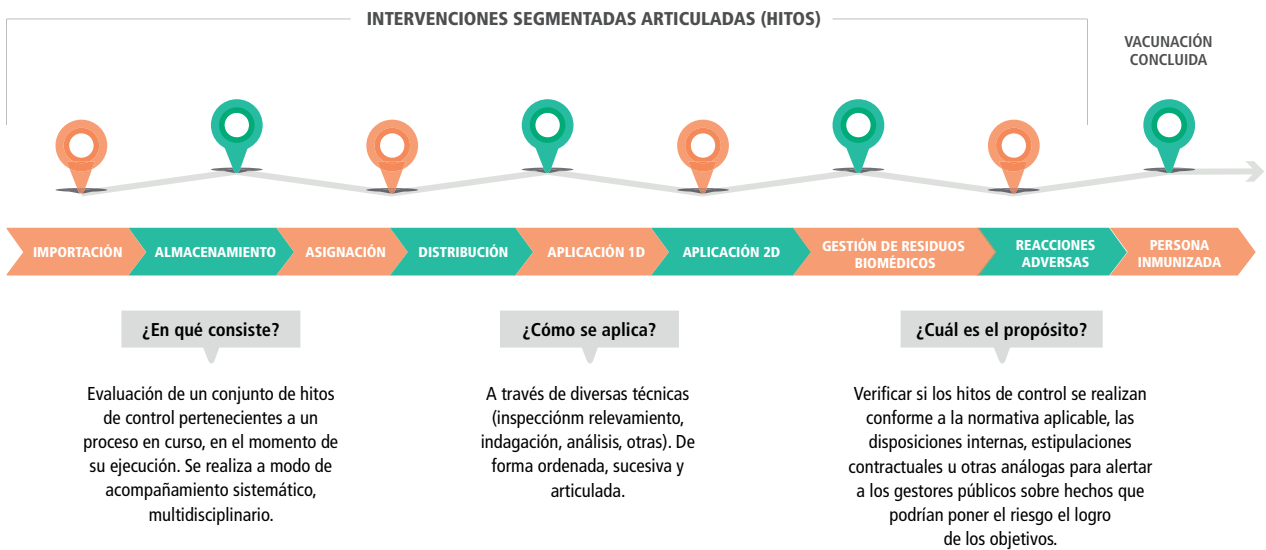 INTERVENCIONES SEGMENTADAS ARTICULADAS (HITOS)
VACUNACIÓN
CONCLUIDA
IMPORTACIÓN
ALMACENAMIENTO
ASIGNACIÓN
DISTRIBUCIÓN
APLICACIÓN 1D
APLICACIÓN 2D
GESTIÓN DE RESIDUOS
BIOMÉDICOS
REACCIONES
ADVERSAS
PERSONA
INMUNIZADA
¿En qué consiste?
Evaluación de un conjunto de hitos
de control pertenecientes a un
proceso en curso, en el momento de
su ejecución. Se realiza a modo de
acompañamiento sistemático,
multidisciplinario.
¿Cómo se aplica?
A través de diversas técnicas
(inspecciónm relevamiento,
indagación, análisis, otras). De
forma ordenada, sucesiva y
articulada.
¿Cuál es el propósito?
Verificar si los hitos de control se realizan
conforme a la normativa aplicable, las
disposiciones internas, estipulaciones
contractuales u otras análogas para alertar
a los gestores públicos sobre hechos que
podrían poner el riesgo el logro
de los objetivos.